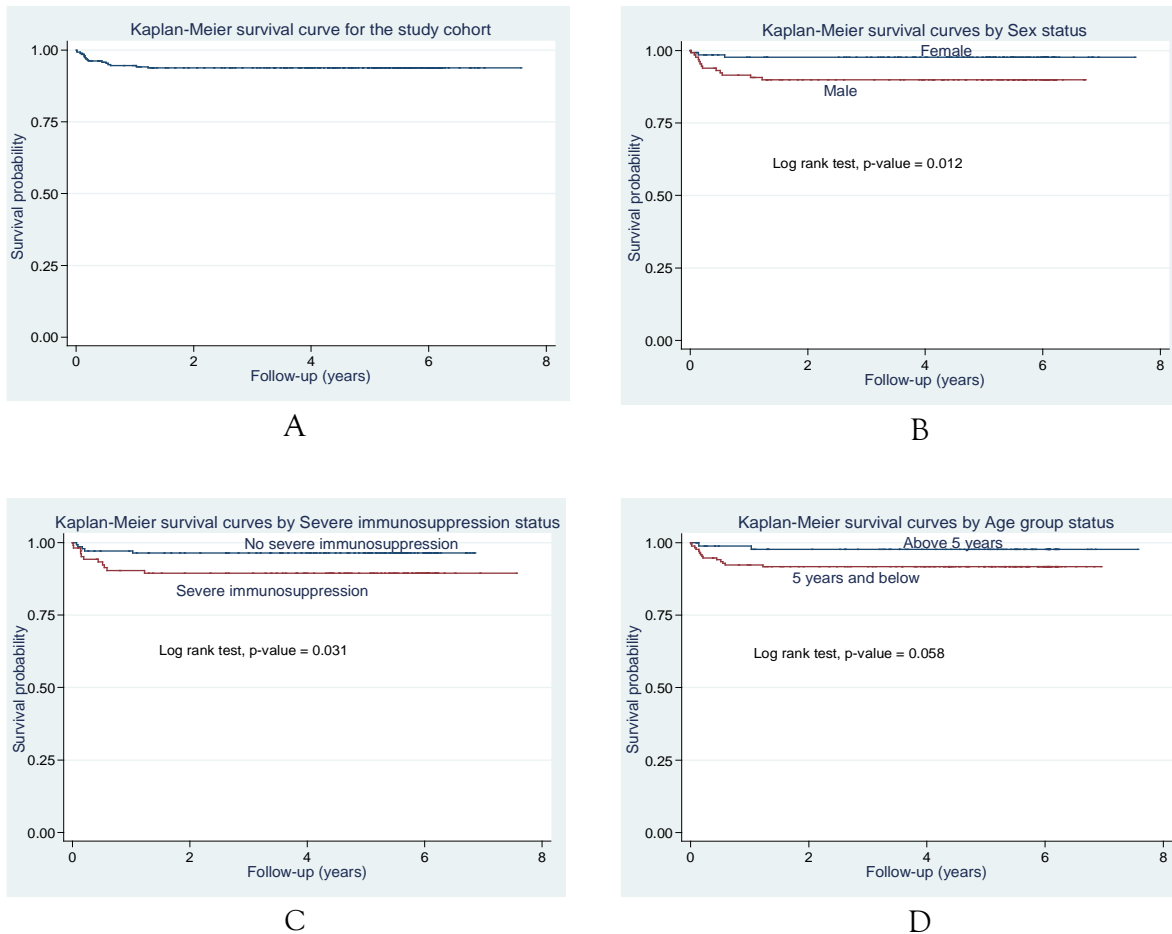 Kaplan-Meier survival curve for the study cohort
1.00
0.75
0.50
0.25
0.00
Survival probability
0 2 4 6 8
Follow-up (years)
A
Kaplan-Meier survival curves by Sex status
1.00
0.75
0.50
0.25
0.00
Survival probability
Female
Male
Log rank test, p-value = 0.012
0 2 4 6 8
Follow-up (years)
B
Kaplan-Meier survival curves by Severe immunosuppression status
1.00
0.75
0.50
0.25
0.00
Survival probability
No severe immunosuppression
Severe immunosuppression
Log rank test, p-value = 0.031
0 2 4 6 8
Follow-up (years)
C
Kaplan-Meier survival curves by Age group status
1.00
0.75
0.50
0.25
0.00
Survival probability
Above 5 years
5 years and below
Log rank test, p-value = 0.058
0 2 4 6 8
Follow-up (years)
D